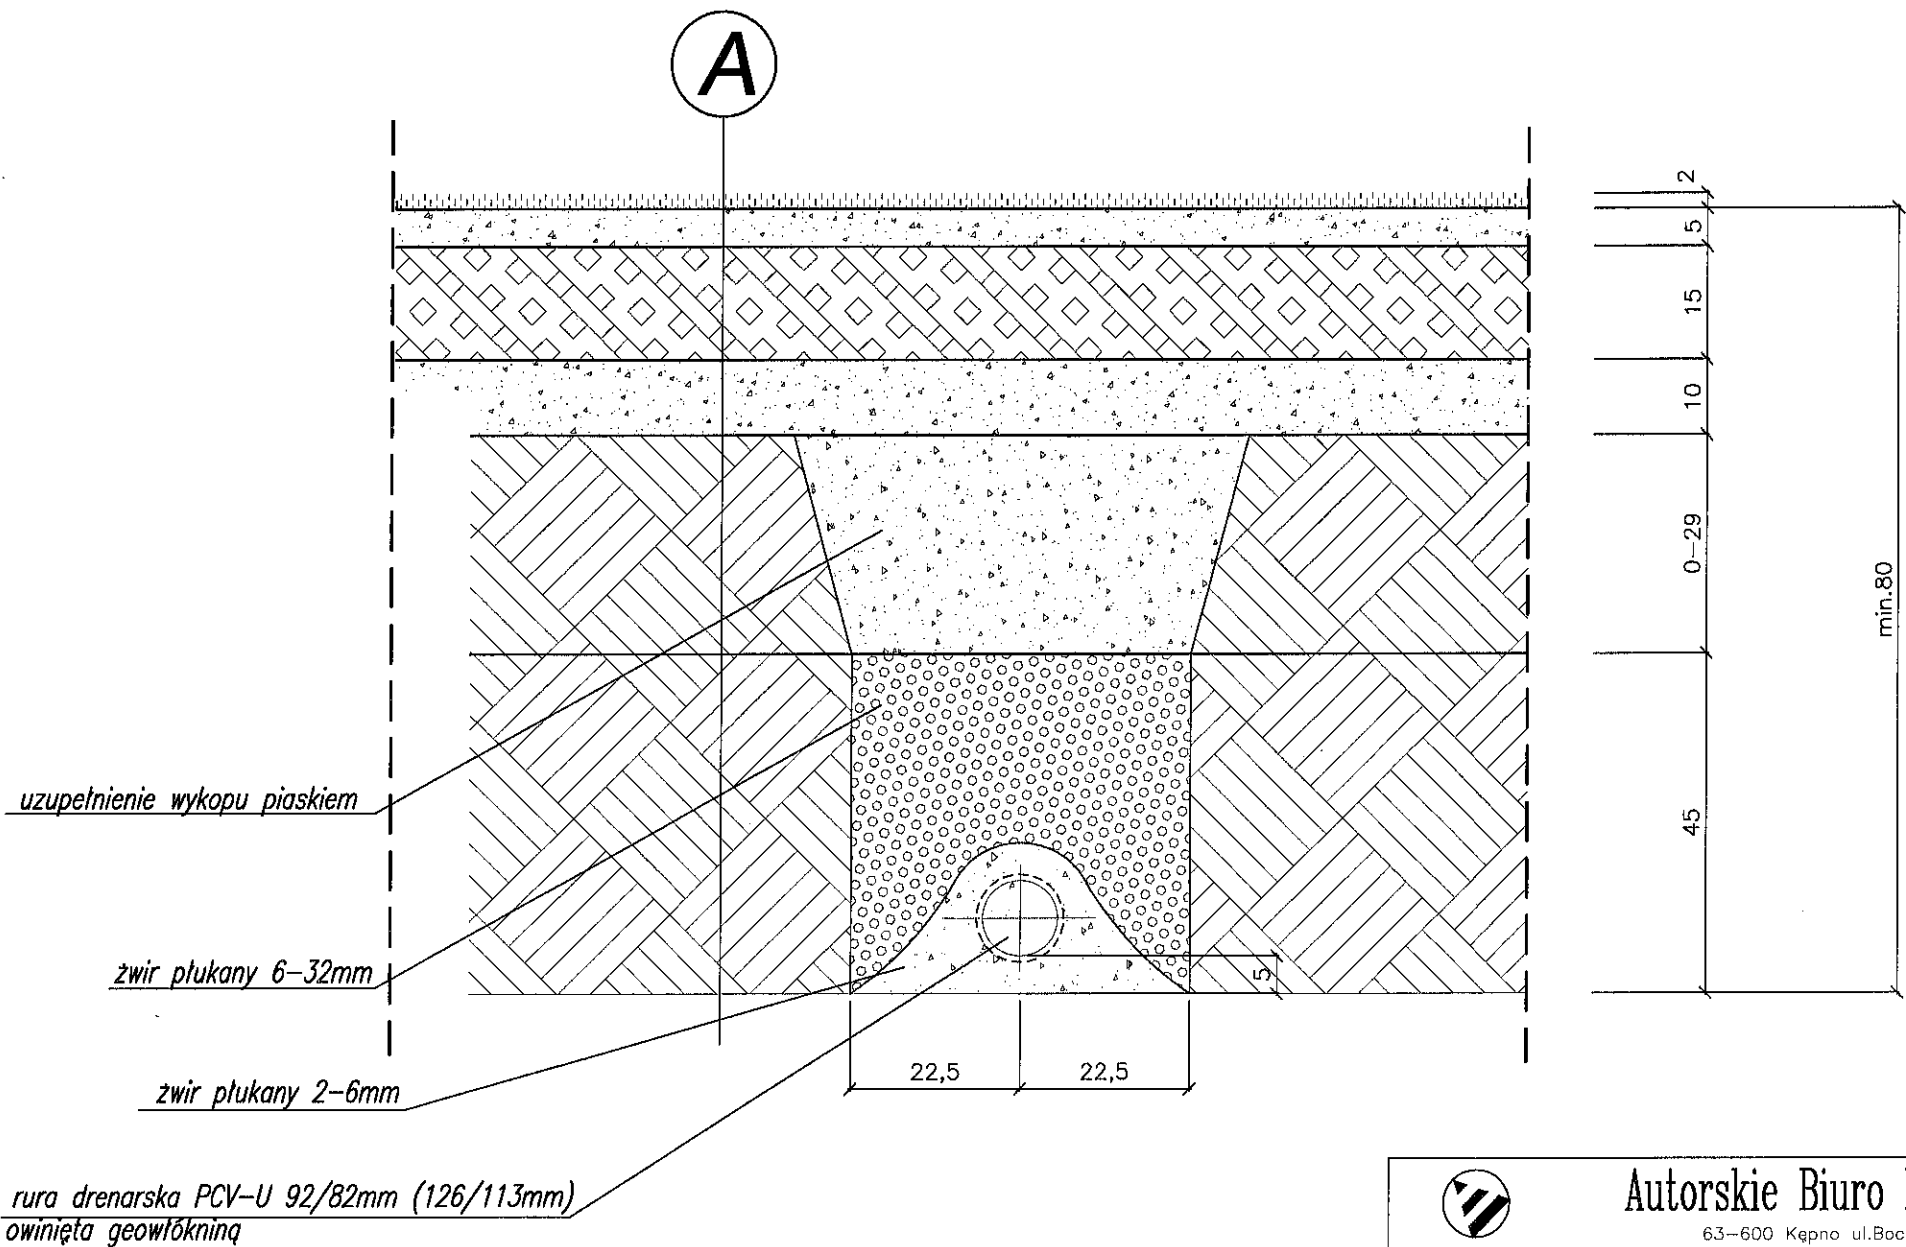 A
2
5
15
10
0-29
min.80
45
5
22,5
22,5
uzupełnienie wykopu piaskiem
żwir płukany 6-32mm
żwir płukany 2-6mm
rura drenarska PCV-U 92/82mm (126/113mm)
owinięta geowłókniną
Autorskie Biuro
63-600 Kępno ul.Boc